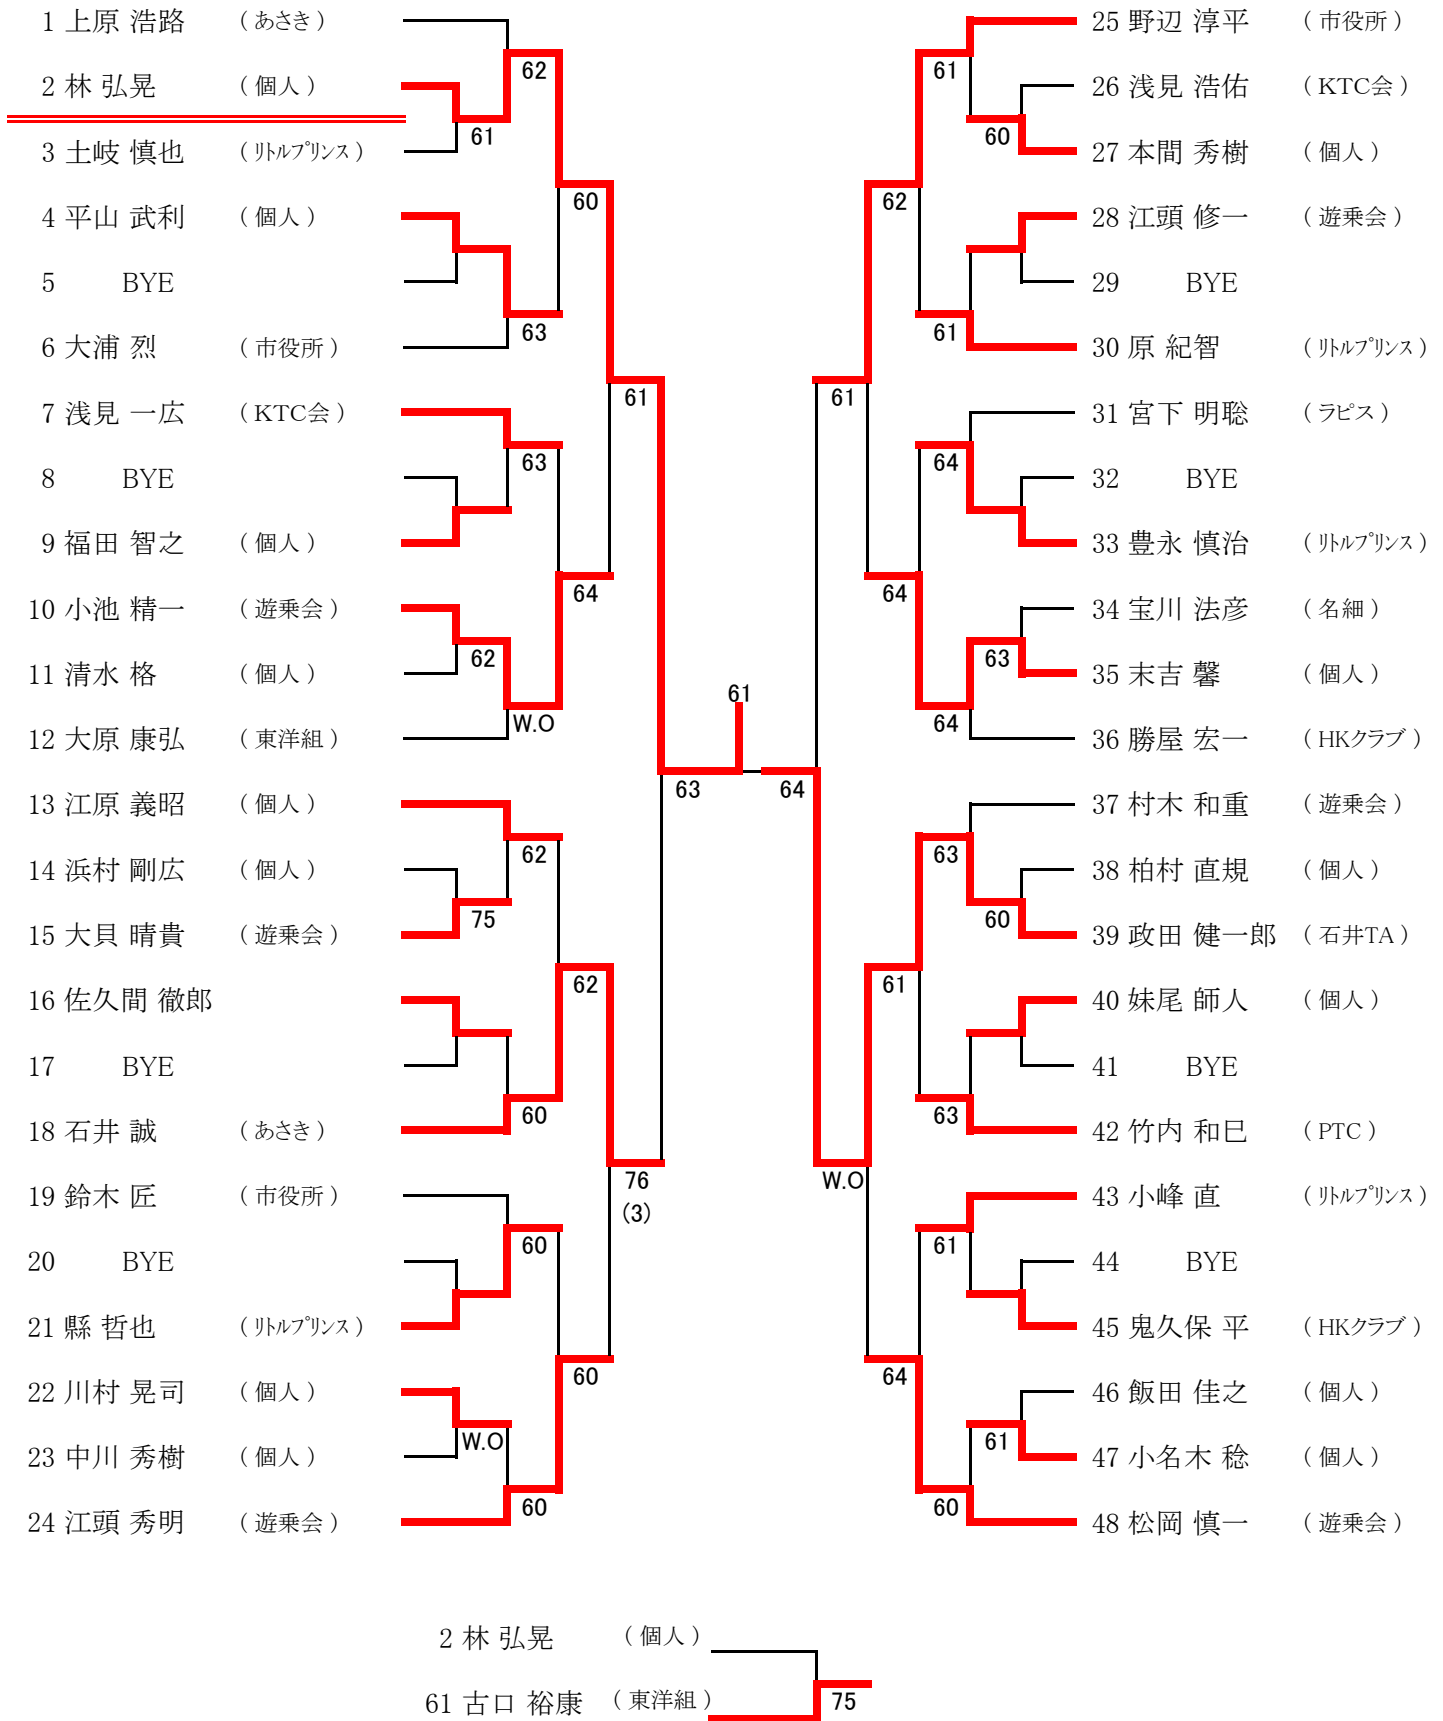 1 上原 浩路 ( あさき )
2 林 弘晃 ( 個人 )
3 土岐 慎也 ( リトルプリンス )
4 平山 武利 ( 個人 )
5 BYE
6 大浦 烈 ( 市役所 )
7 浅見 一広 ( KTC会 )
8 BYE
9 福田 智之 ( 個人 )
10 小池 精一 ( 遊乗会 )
11 清水 格 ( 個人 )
12 大原 康弘 ( 東洋組 )
13 江原 義昭 ( 個人 )
14 浜村 剛広 ( 個人 )
15 大貝 晴貴 ( 遊乗会 )
16 佐久間 徹郎
17 BYE
18 石井 誠 ( あさき )
19 鈴木 匠 ( 市役所 )
20 BYE
21 縣 哲也 ( リトルプリンス )
22 川村 晃司 ( 個人 )
23 中川 秀樹 ( 個人 )
24 江頭 秀明 ( 遊乗会 )
61
62
75
W.O
62
63
63
W.O
62
60
60
60
60
64
62
60
61
76
(3)
63
61
64
61
W.O
62
64
61
64
61
61
64
64
63
63
61
60
60
63
60
61
25 野辺 淳平 ( 市役所 )
26 浅見 浩佑 ( KTC会 )
27 本間 秀樹 ( 個人 )
28 江頭 修一 ( 遊乗会 )
29 BYE
30 原 紀智 ( リトルプリンス )
31 宮下 明聡 ( ラピス )
32 BYE
33 豊永 慎治 ( リトルプリンス )
34 宝川 法彦 ( 名細 )
35 末吉 馨 ( 個人 )
36 勝屋 宏一 ( HKクラブ )
37 村木 和重 ( 遊乗会 )
38 柏村 直規 ( 個人 )
39 政田 健一郎 ( 石井TA )
40 妹尾 師人 ( 個人 )
41 BYE
42 竹内 和巳 ( PTC )
43 小峰 直 ( リトルプリンス )
44 BYE
45 鬼久保 平 ( HKクラブ )
46 飯田 佳之 ( 個人 )
47 小名木 稔 ( 個人 )
48 松岡 慎一 ( 遊乗会 )
2 林 弘晃 ( 個人 )
61 古口 裕康 ( 東洋組 )
75